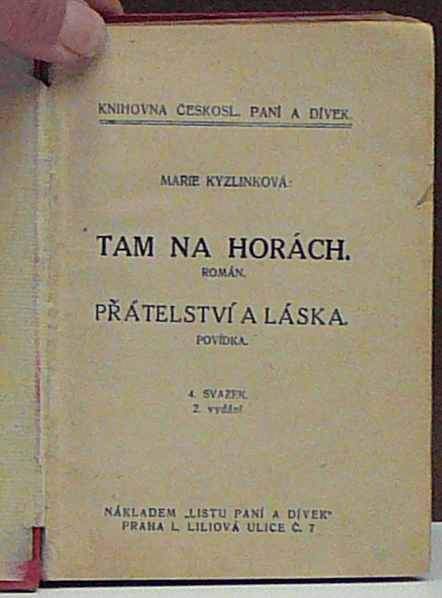 KNIHOVNA ČESKOSL. PANÍ A DÍVEK.
MARIE KYZLINKOVÁ:
TAM NA HORÁCH.
ROMÁN.
PŘÁTELSTVÍ A LÁSKA.
POVÍDKA.
4. SVAZEK.
2. vydání
NÁKLADEM „LISTU PANÍ A DÍVEK"
PRAHA I., LILIOVÁ ULICE Č. 7